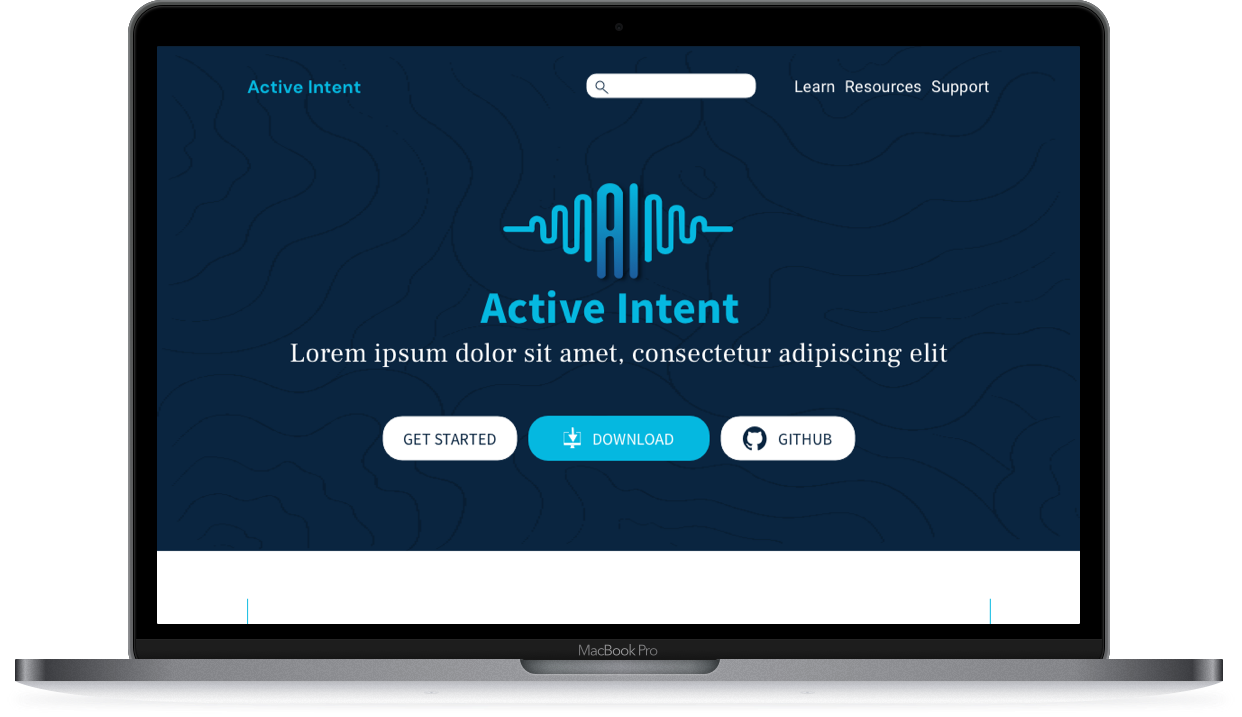 Active Intent
Learn Resources Support
AI
Active Intent
Lorem ipsum dolor sit amet, consectetur adipiscing elit
GET STARTED
DOWNLOAD
GITHUB
MacBook Pro